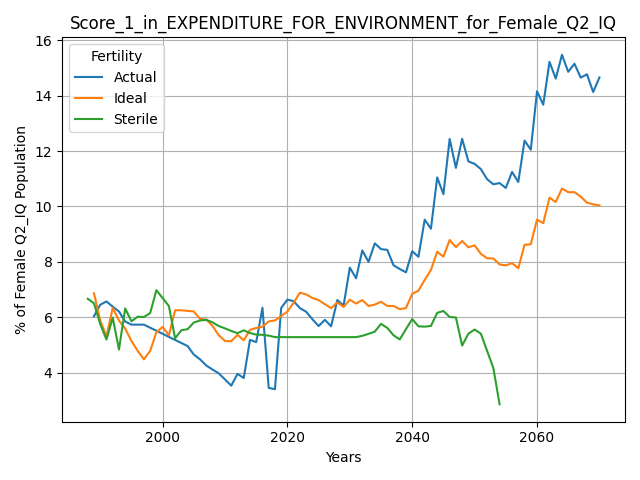 Score_1_in_EXPENDITURE_FOR_ENVIRONMENT_for_Female_Q2_IQ
16
14
12
10
8
6
4
% of Female Q2_IQ Population
Fertility
Actual
Ideal
Sterile
2000
2020
2040
2060
Years